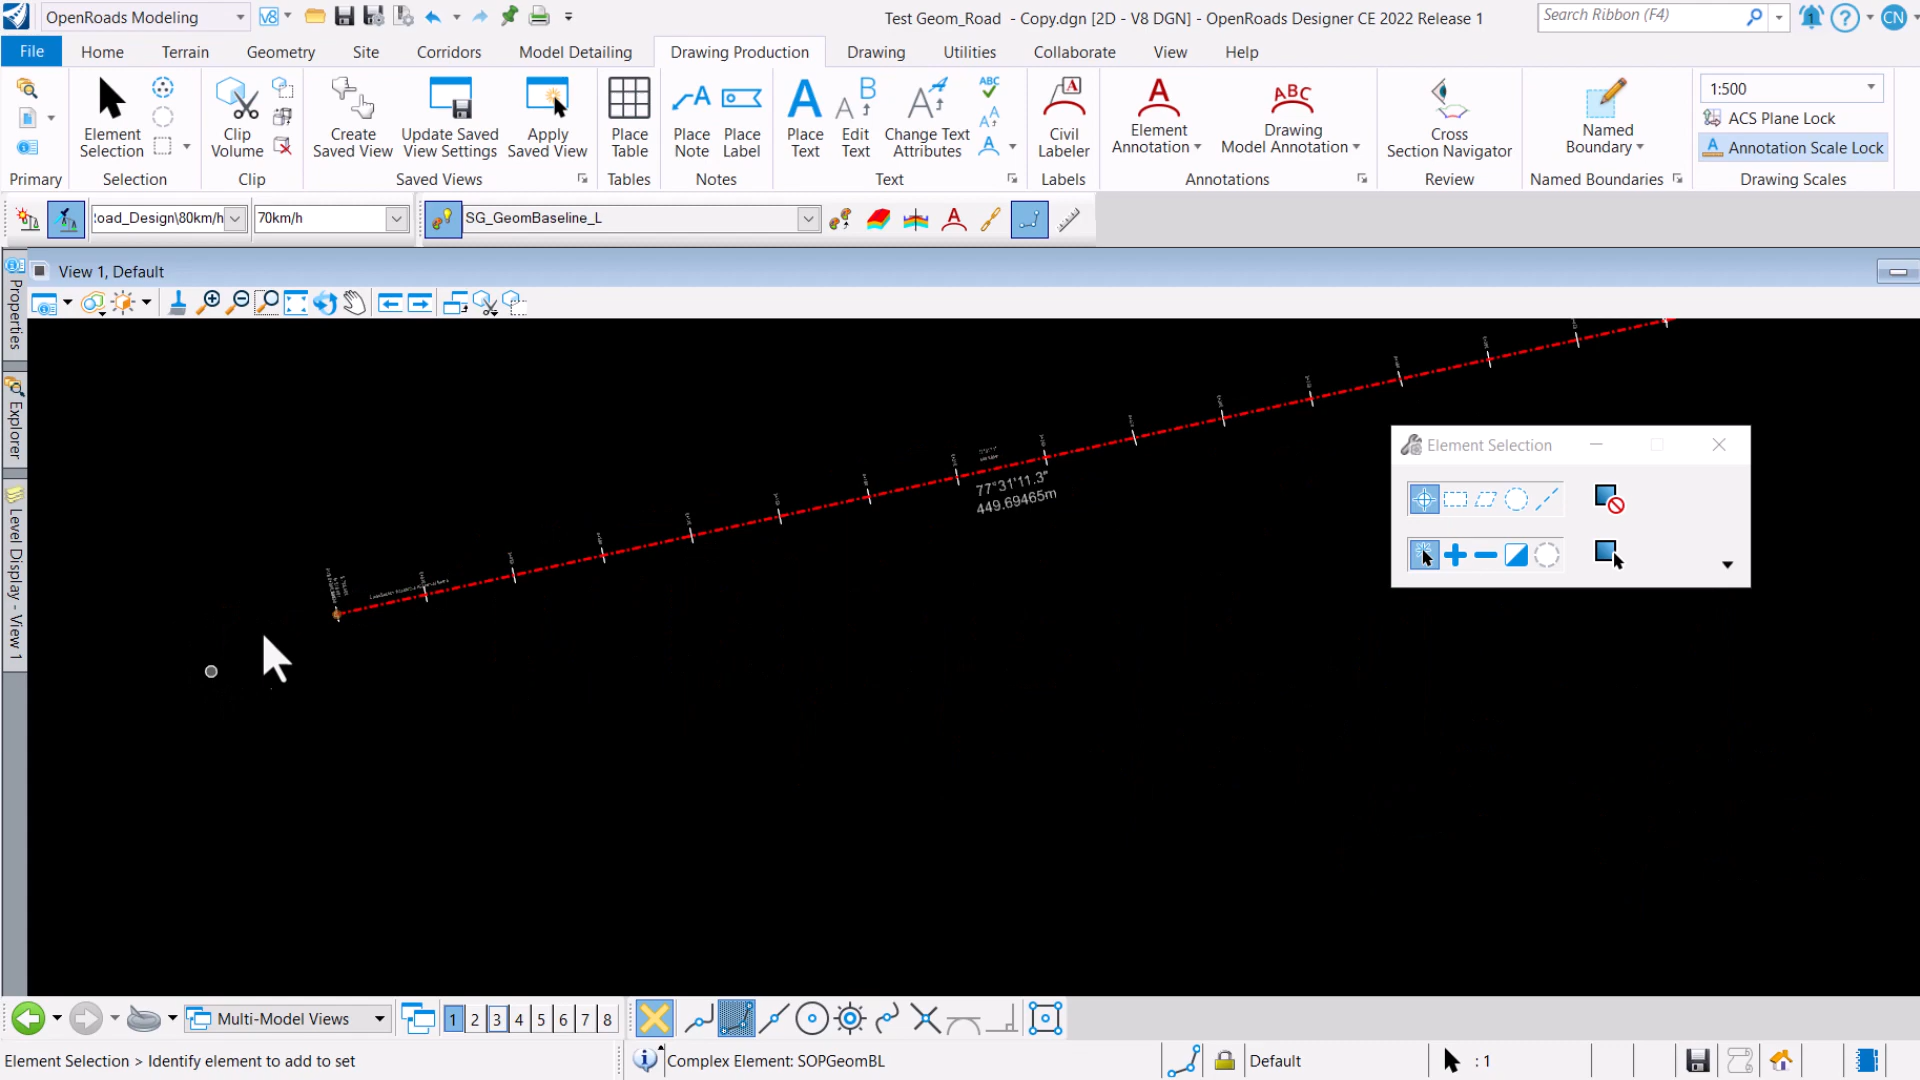 OpenRoads Modeling
V8
Test Geom_Road - Copy.dgn [2D - V8 DGN] - OpenRoads Designer CE 2022 Release 1
Search Ribbon (F4)
1
CN
File Home Terrain Geometry Site Corridors Model Detailing Drawing Production Drawing Utilities Collaborate View Help
Element Selection
Clip Volume
Create Saved View
Update Saved View Settings
Apply Saved View
Place Table
Place Note
Place Label
Place Text
Edit Text
Change Text Attributes
Civil Labeler
Element Annotation
Drawing Model Annotation
Cross Section Navigator
Named Boundary
1:500
ACS Plane Lock
Annotation Scale Lock
Primary Selection Clip Saved Views Tables Notes Text Labels Annotations Review Named Boundaries Drawing Scales
oad_Design\80km/h
70km/h
SG_GeomBaseline_L
View 1, Default
Properties
Explorer
Level Display - View 1
77°31'11.3"
449.69465m
Element Selection
Multi-Model Views
1 2 3 4 5 6 7 8
Element Selection > Identify element to add to set
Complex Element: SOPGeomBL
Default
: 1